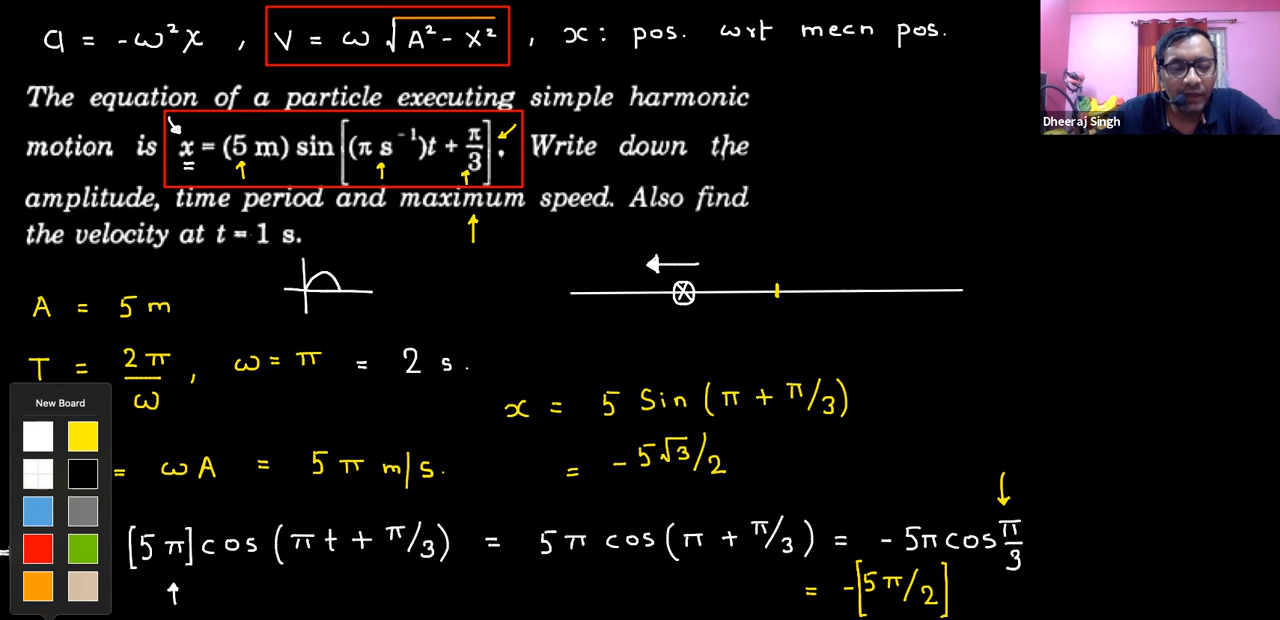 a = -ω²x , V = ω √A² - x² , x : pos. wrt mean pos.
Dheeraj Singh
The equation of a particle executing simple harmonic
motion is x = (5 m) sin [(π s⁻¹)t + π/3]. Write down the
amplitude, time period and maximum speed. Also find
the velocity at t = 1 s.
A = 5 m
T = 2π/ω , ω = π = 2 s.
New Board
x = 5 Sin (π + π/3)
= - 5√3/2
= ωA = 5π m/s.
= [5π] cos (πt + π/3) = 5π cos (π + π/3) = - 5π cos π/3
= -[5π/2]